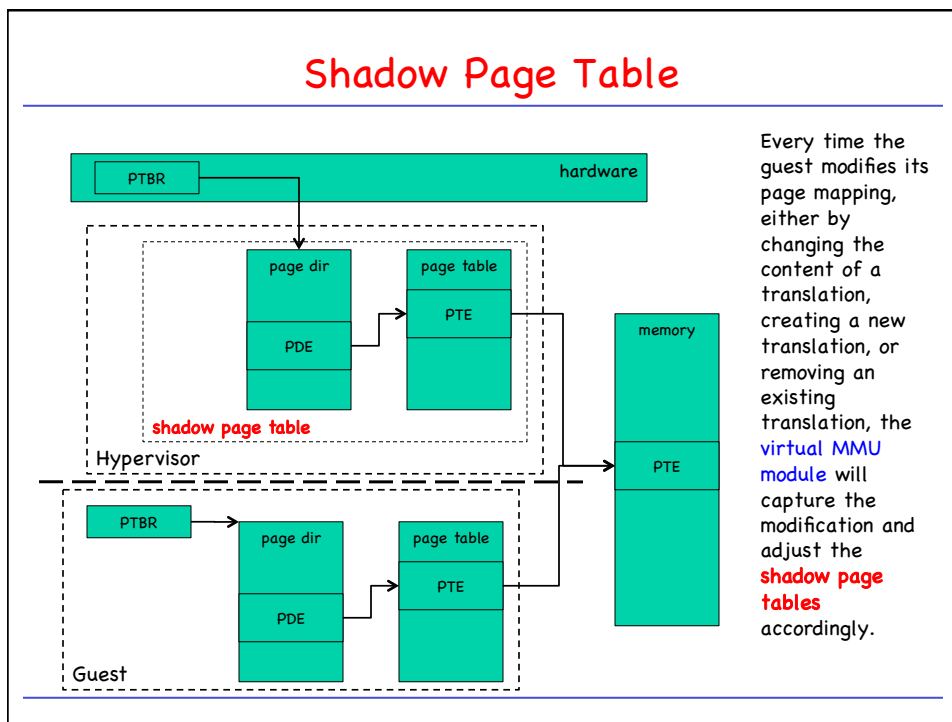 Shadow Page Table
hardware
PTBR
page dir
page table
PTE
PDE
shadow page table
Hypervisor
memory
PTE
PTBR
page dir
page table
PTE
PDE
Guest
Every time the
guest modifies its
page mapping,
either by
changing the
content of a
translation,
creating a new
translation, or
removing an
existing
translation, the
virtual MMU
module will
capture the
modification and
adjust the
shadow page
tables
accordingly.